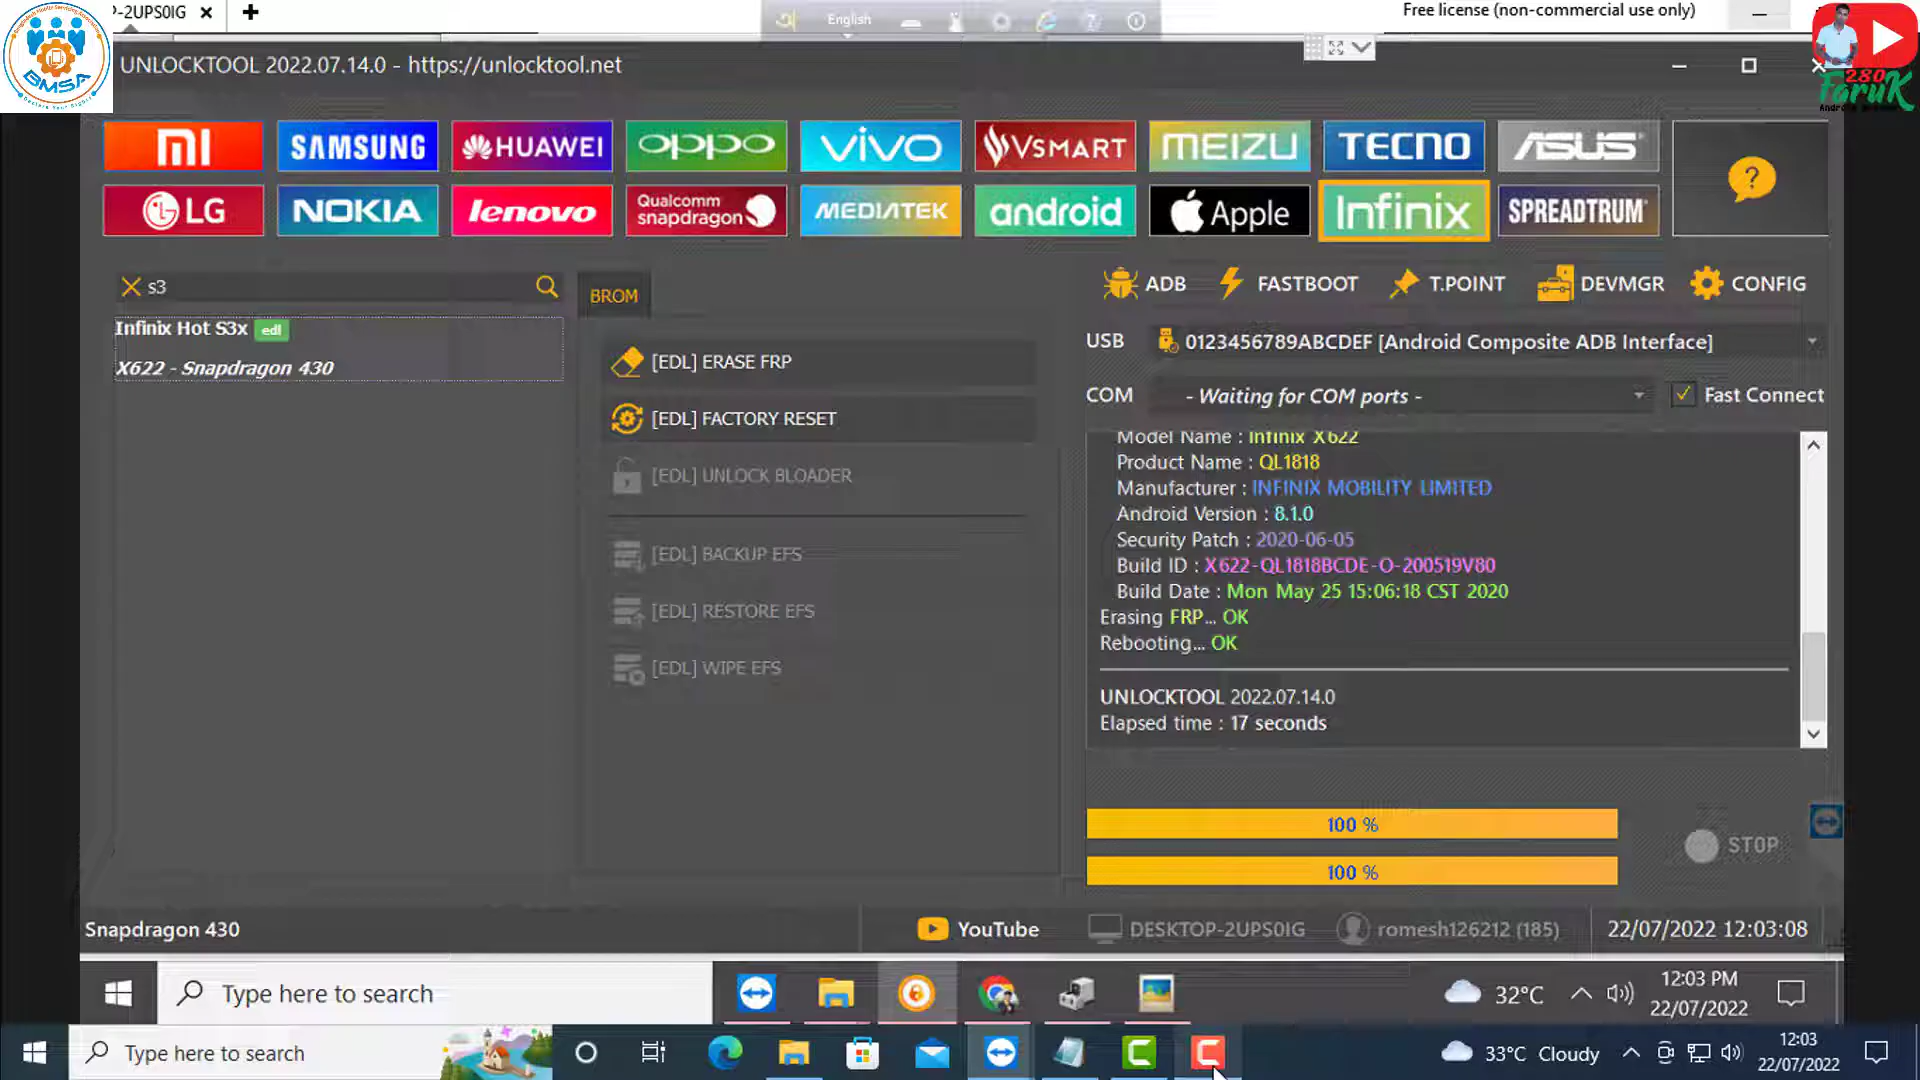 -2UPS0IG
English
Free license (non-commercial use only)
BMSA
280
Faruk
UNLOCKTOOL 2022.07.14.0 - https://unlocktool.net
MI
SAMSUNG
HUAWEI
OPPO
vivo
VSMART
MEIZU
TECNO
ASUS
?
LG
NOKIA
lenovo
Qualcomm
snapdragon
MEDIATEK
android
Apple
Infinix
SPREADTRUM
s3
BROM
ADB
FASTBOOT
T.POINT
DEVMGR
CONFIG
Infinix Hot S3x edl
X622 - Snapdragon 430
[EDL] ERASE FRP
[EDL] FACTORY RESET
[EDL] UNLOCK BLOADER
[EDL] BACKUP EFS
[EDL] RESTORE EFS
[EDL] WIPE EFS
USB 0123456789ABCDEF [Android Composite ADB Interface]
COM - Waiting for COM ports - Fast Connect
Model Name : Infinix X622
Product Name : QL1818
Manufacturer : INFINIX MOBILITY LIMITED
Android Version : 8.1.0
Security Patch : 2020-06-05
Build ID : X622-QL1818BCDE-O-200519V80
Build Date : Mon May 25 15:06:18 CST 2020
Erasing FRP... OK
Rebooting... OK
UNLOCKTOOL 2022.07.14.0
Elapsed time : 17 seconds
100 %
100 %
STOP
Snapdragon 430
YouTube
DESKTOP-2UPS0IG
romesh126212 (185)
22/07/2022 12:03:08
Type here to search
32°C
12:03 PM
22/07/2022
Type here to search
33°C Cloudy
12:03
22/07/2022